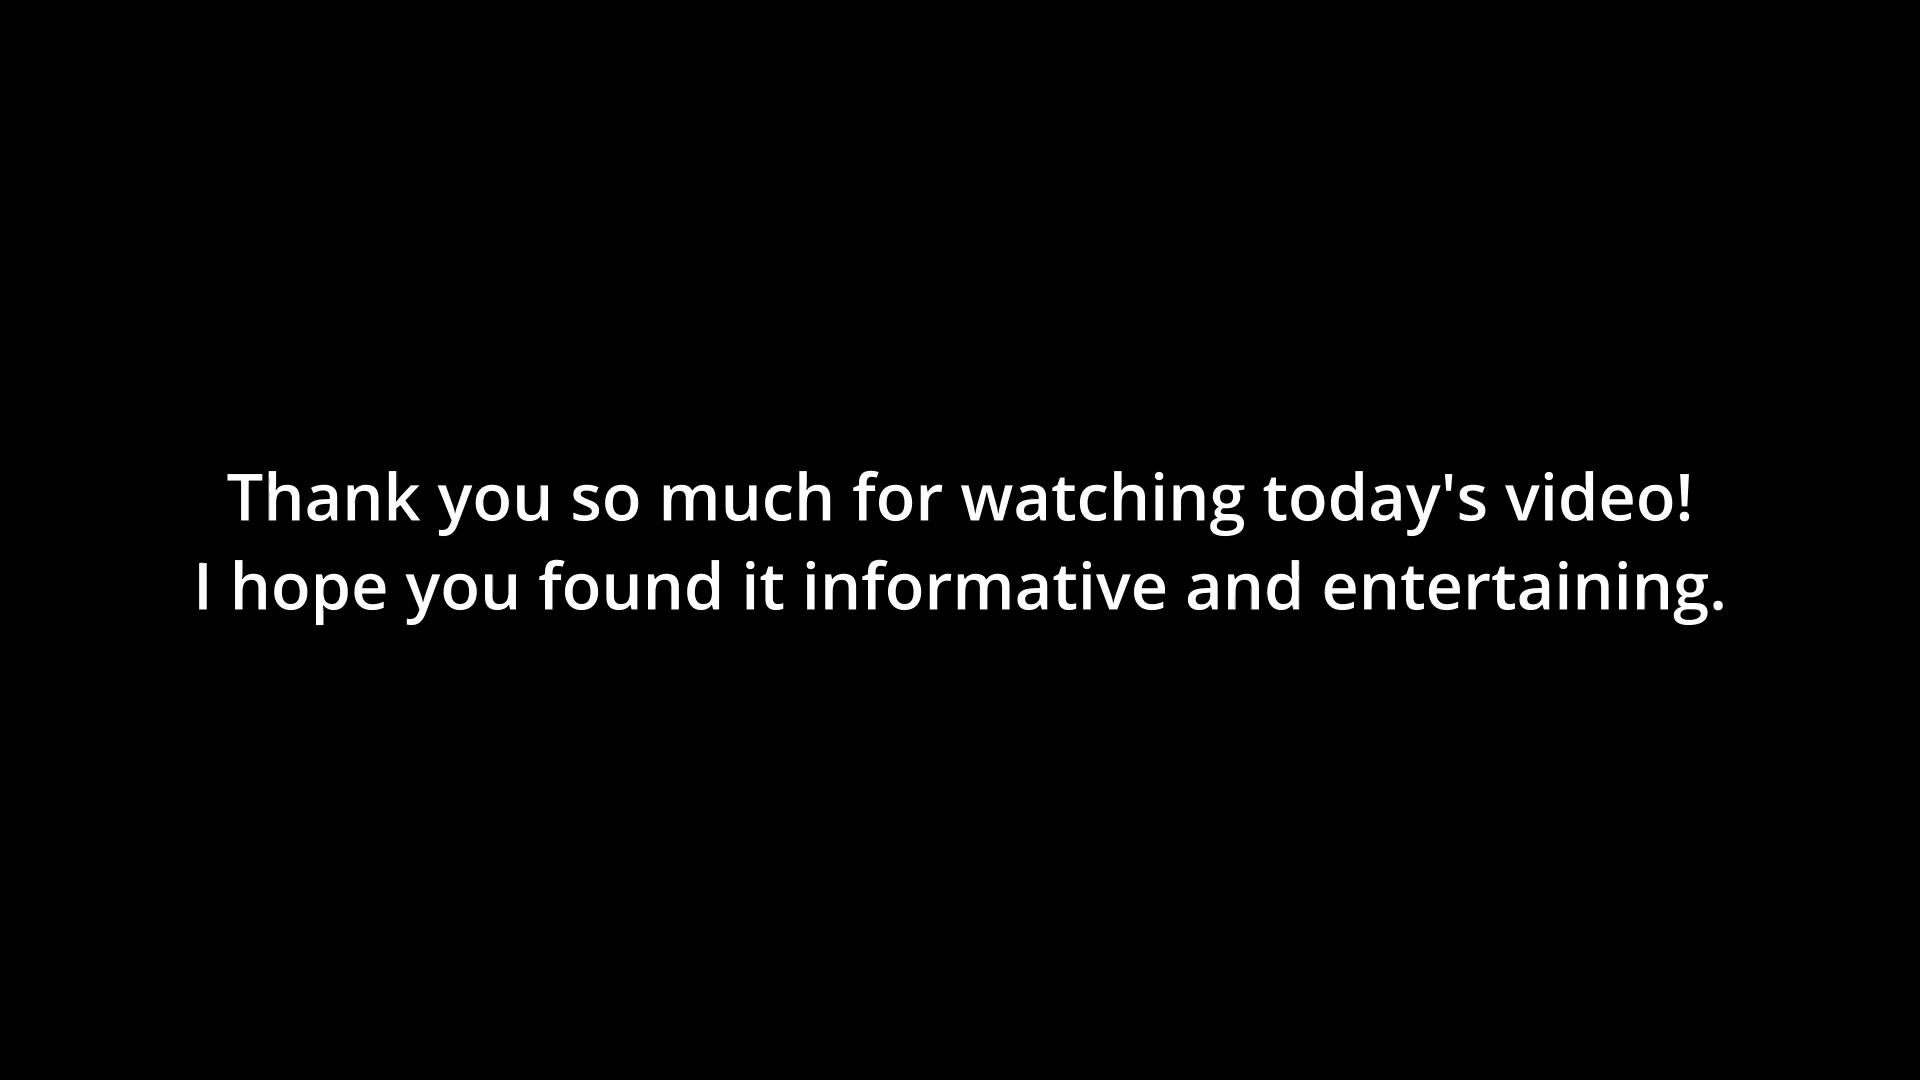 Thank you so much for watching today's video!
I hope you found it informative and entertaining.